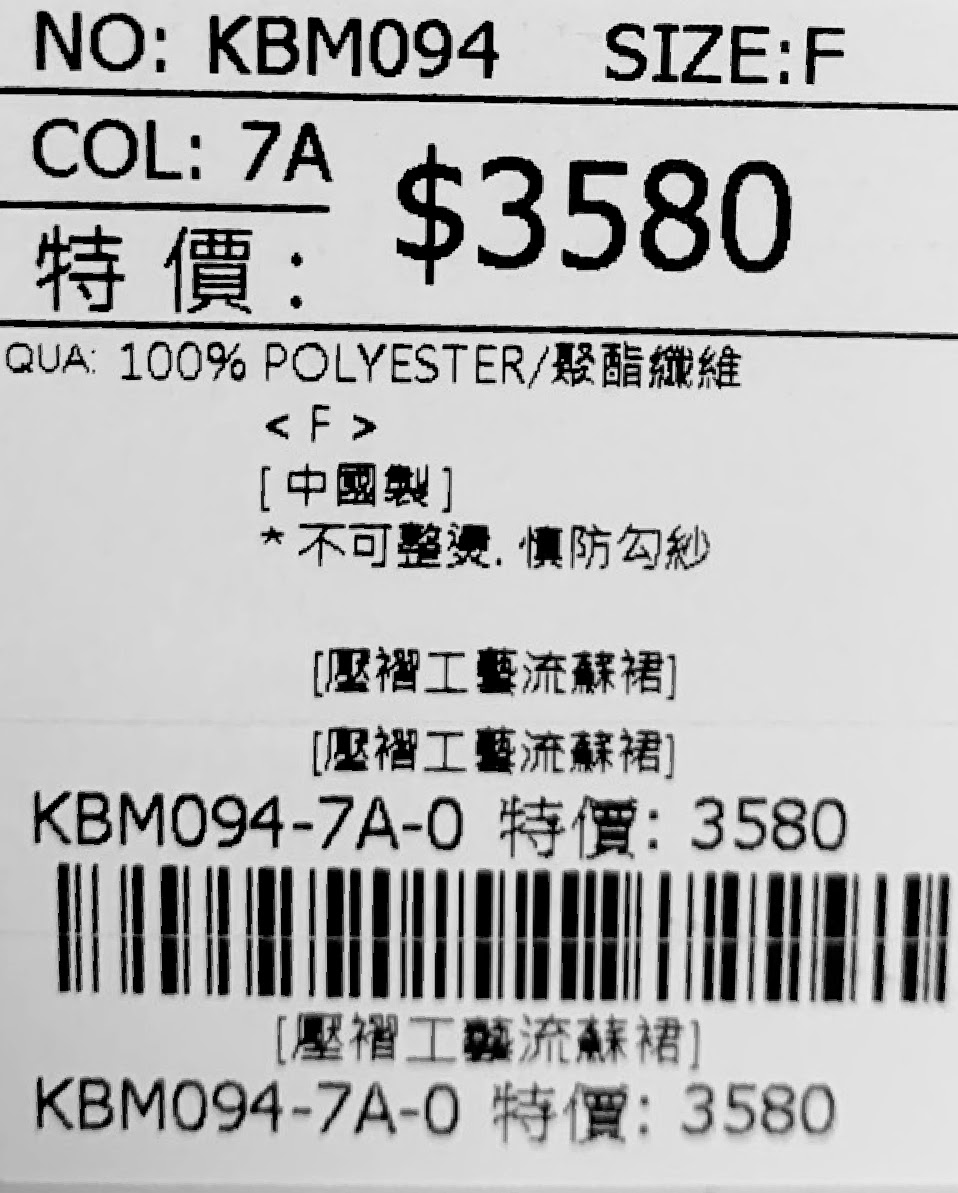 NO: KBM094 SIZE:F
COL: 7A
$3580
特價:
QUA: 100% POLYESTER/聚酯纖維
< F >
[中國製]
*不可整燙. 慎防勾紗
[壓褶工藝流蘇裙]
[壓褶工藝流蘇裙]
KBM094-7A-0 特價: 3580
[壓褶工藝流蘇裙]
KBM094-7A-0 特價: 3580